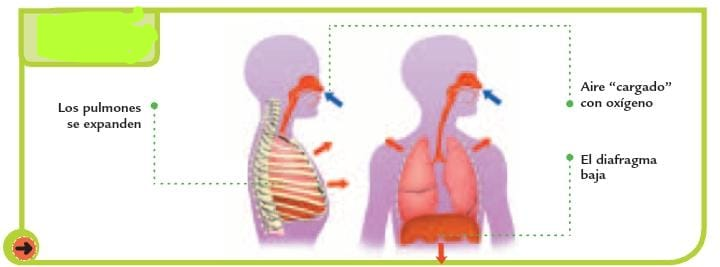 Los pulmones
se expanden
Aire “cargado”
con oxígeno
El diafragma
baja